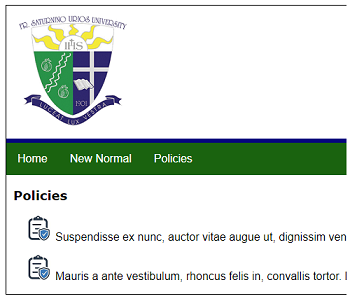 FR. SATURNINO URIOS UNIVERSITY
IHS
1901
LUCEAT LUX VESTRA
Home New Normal Policies
Policies
Suspendisse ex nunc, auctor vitae augue ut, dignissim ven
Mauris a ante vestibulum, rhoncus felis in, convallis tortor.